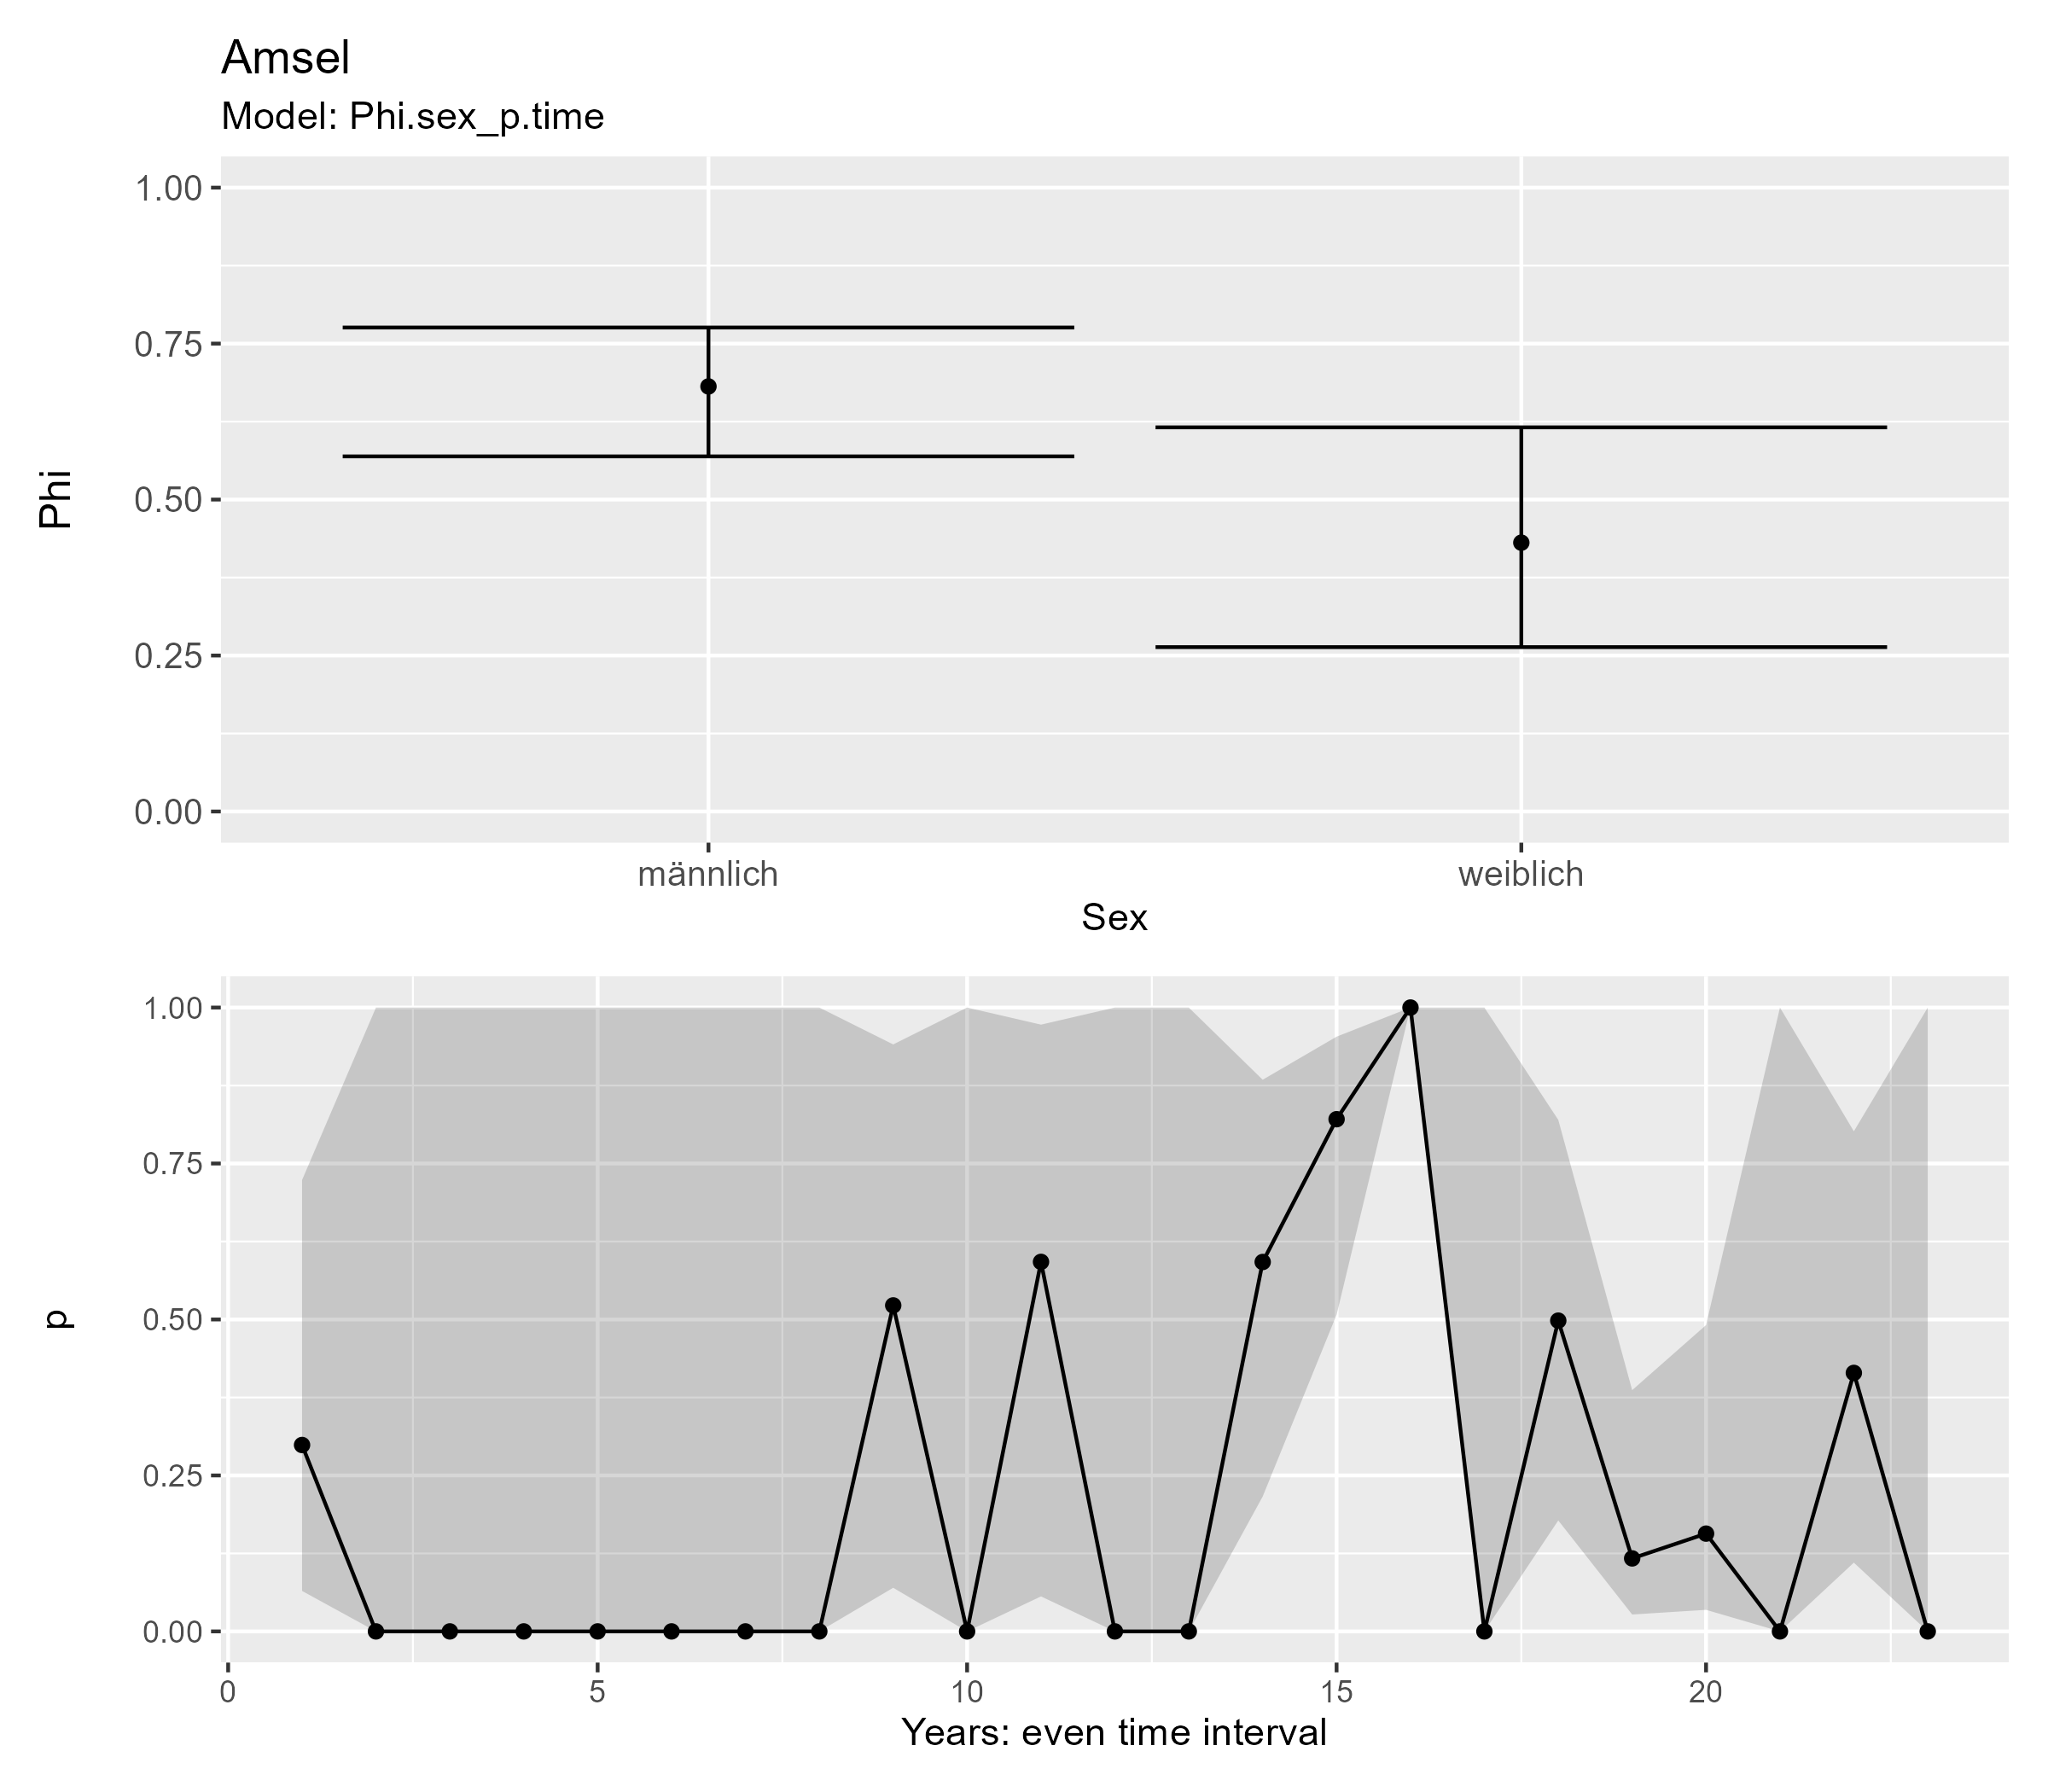 Amsel
Model: Phi.sex_p.time
Phi
1.00
0.75
0.50
0.25
0.00
männlich weiblich
Sex
p
1.00
0.75
0.50
0.25
0.00
0 5 10 15 20
Years: even time interval